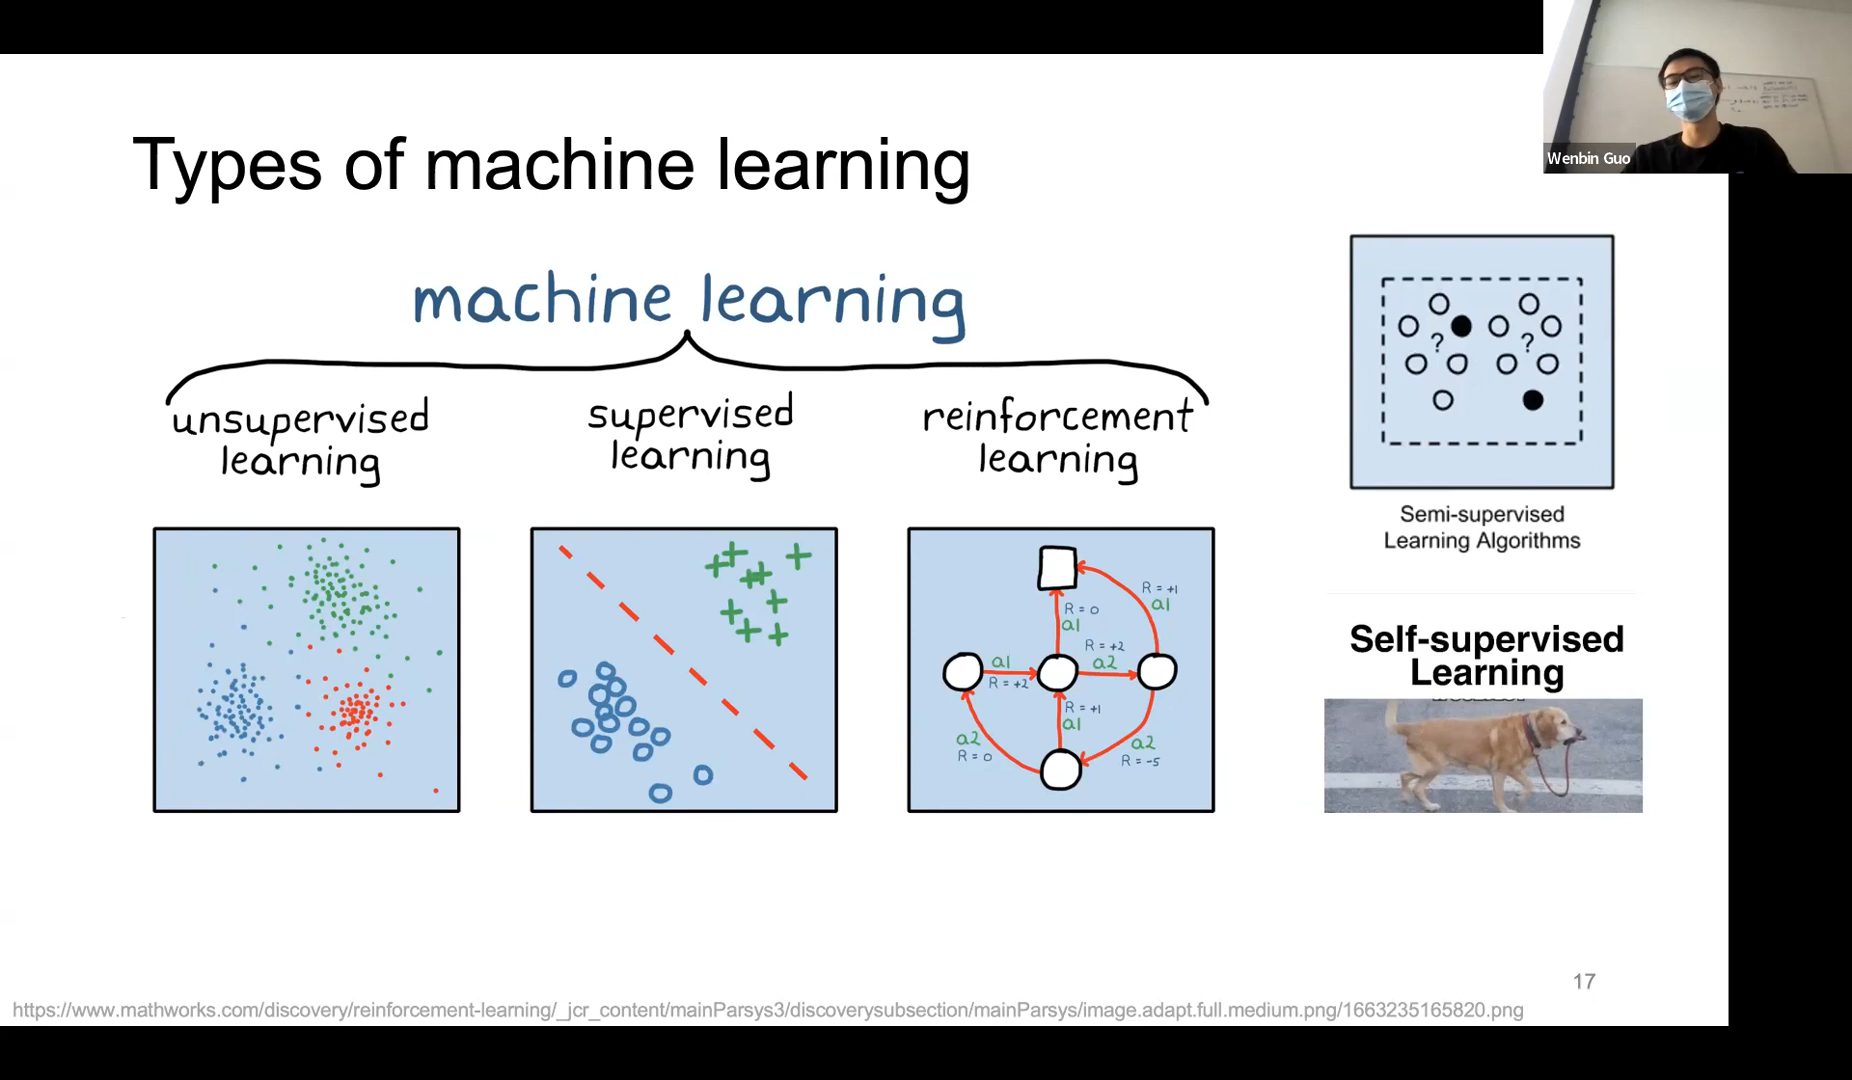 Types of machine learning
Wenbin Guo
machine learning
unsupervised
learning
supervised
learning
reinforcement
learning
R = +1
a1
R = 0
a1
R = +2
a2
a1
R = +2
R = +1
a1
a2
R = 0
a2
R = -5
?
?
Semi-supervised
Learning Algorithms
Self-supervised
Learning
17
https://www.mathworks.com/discovery/reinforcement-learning/_jcr_content/mainParsys3/discoverysubsection/mainParsys/image.adapt.full.medium.png/1663235165820.png